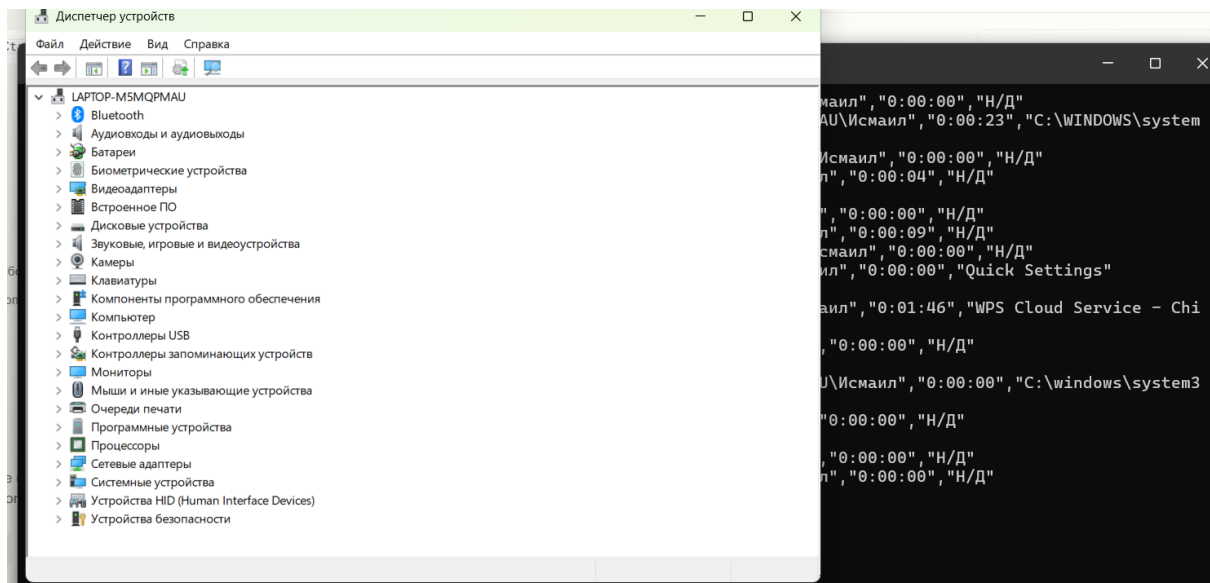 Диспетчер устройств
Файл Действие Вид Справка
LAPTOP-M5MQPMAU
Bluetooth
Аудиовходы и аудиовыходы
Батареи
Биометрические устройства
Видеоадаптеры
Встроенное ПО
Дисковые устройства
Звуковые, игровые и видеоустройства
Камеры
Клавиатуры
Компоненты программного обеспечения
Компьютер
Контроллеры USB
Контроллеры запоминающих устройств
Мониторы
Мыши и иные указывающие устройства
Очереди печати
Программные устройства
Процессоры
Сетевые адаптеры
Системные устройства
Устройства HID (Human Interface Devices)
Устройства безопасности
маил","0:00:00","Н/Д"
AU\Исмаил","0:00:23","C:\WINDOWS\system
Исмаил","0:00:00","Н/Д"
л","0:00:04","Н/Д"
","0:00:00","Н/Д"
л","0:00:09","Н/Д"
смаил","0:00:00","Н/Д"
ил","0:00:00","Quick Settings"
аил","0:01:46","WPS Cloud Service - Chi
,"0:00:00","Н/Д"
U\Исмаил","0:00:00","C:\windows\system3
"0:00:00","Н/Д"
,"0:00:00","Н/Д"
л","0:00:00","Н/Д"